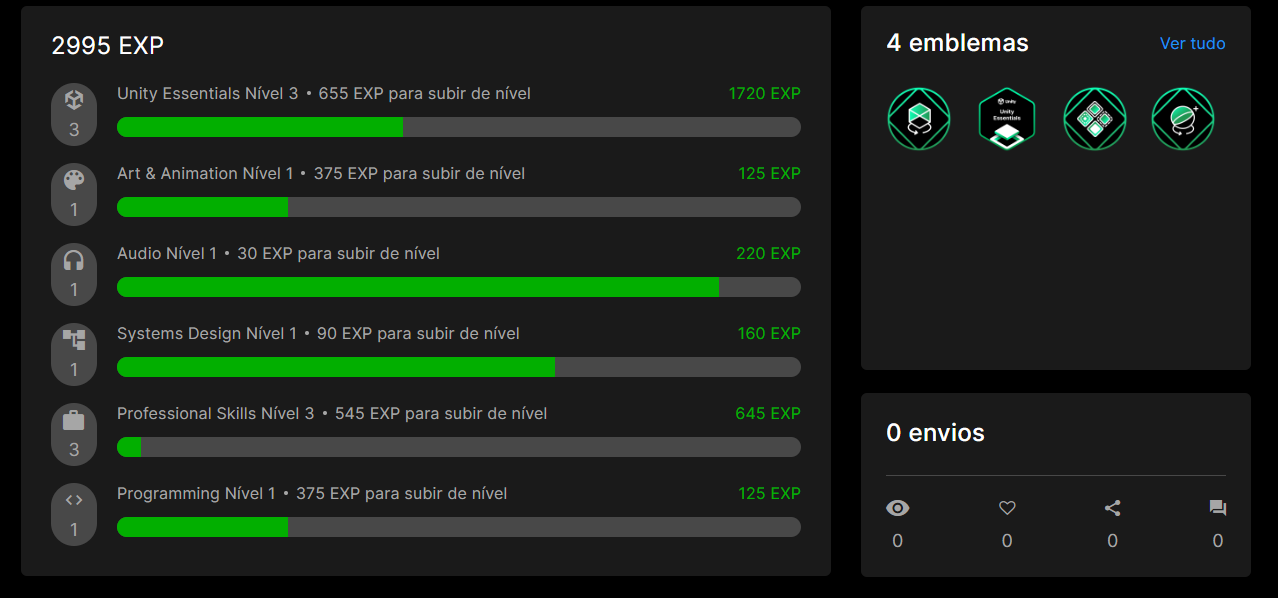 2995 EXP
3
Unity Essentials Nível 3 • 655 EXP para subir de nível
1720 EXP
1
Art & Animation Nível 1 • 375 EXP para subir de nível
125 EXP
1
Audio Nível 1 • 30 EXP para subir de nível
220 EXP
1
Systems Design Nível 1 • 90 EXP para subir de nível
160 EXP
3
Professional Skills Nível 3 • 545 EXP para subir de nível
645 EXP
1
Programming Nível 1 • 375 EXP para subir de nível
125 EXP
4 emblemas
Ver tudo
Unity
Unity
Essentials
0 envios
0
0
0
0